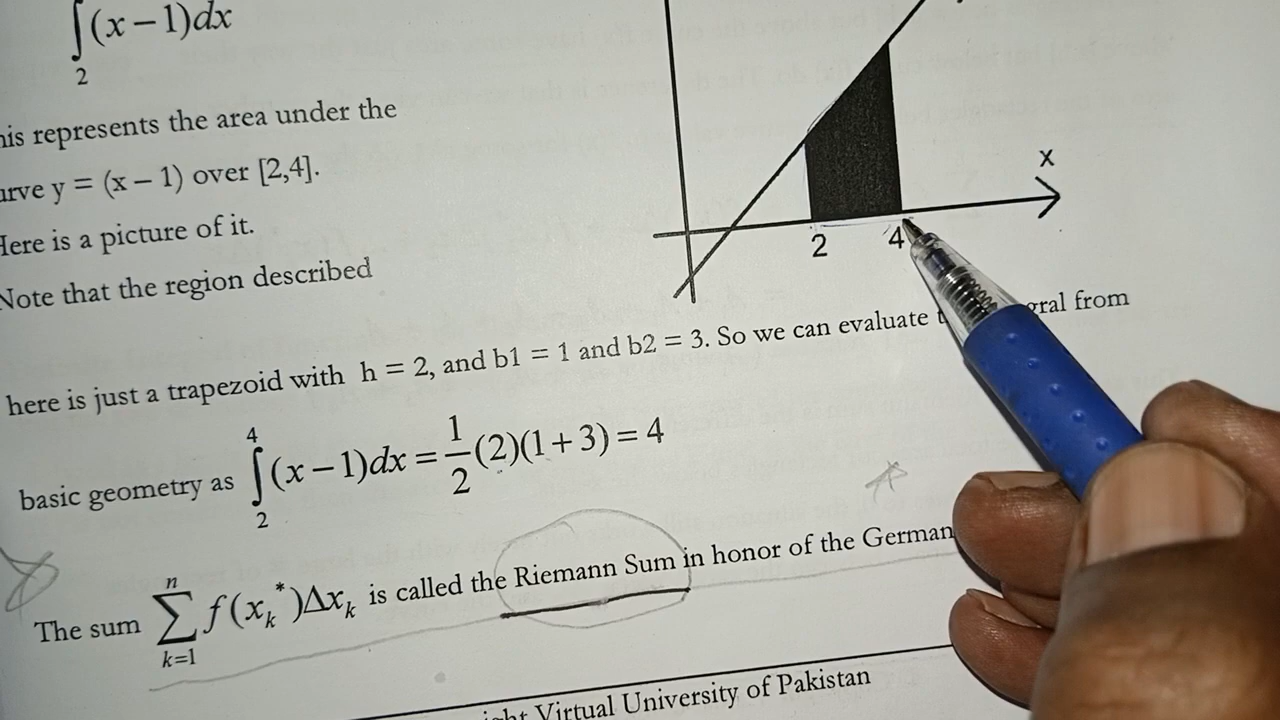 ∫₂(x – 1)dx
his represents the area under the
urve y = (x – 1) over [2,4].
Here is a picture of it.
Note that the region described
x
2 4
here is just a trapezoid with h = 2, and b1 = 1 and b2 = 3. So we can evaluate t gral from
basic geometry as ∫₂⁴(x – 1)dx = 1/2 (2)(1 + 3) = 4
The sum ∑ₖ₌₁ⁿ f(xₖ*)Δxₖ is called the Riemann Sum in honor of the German
ght Virtual University of Pakistan